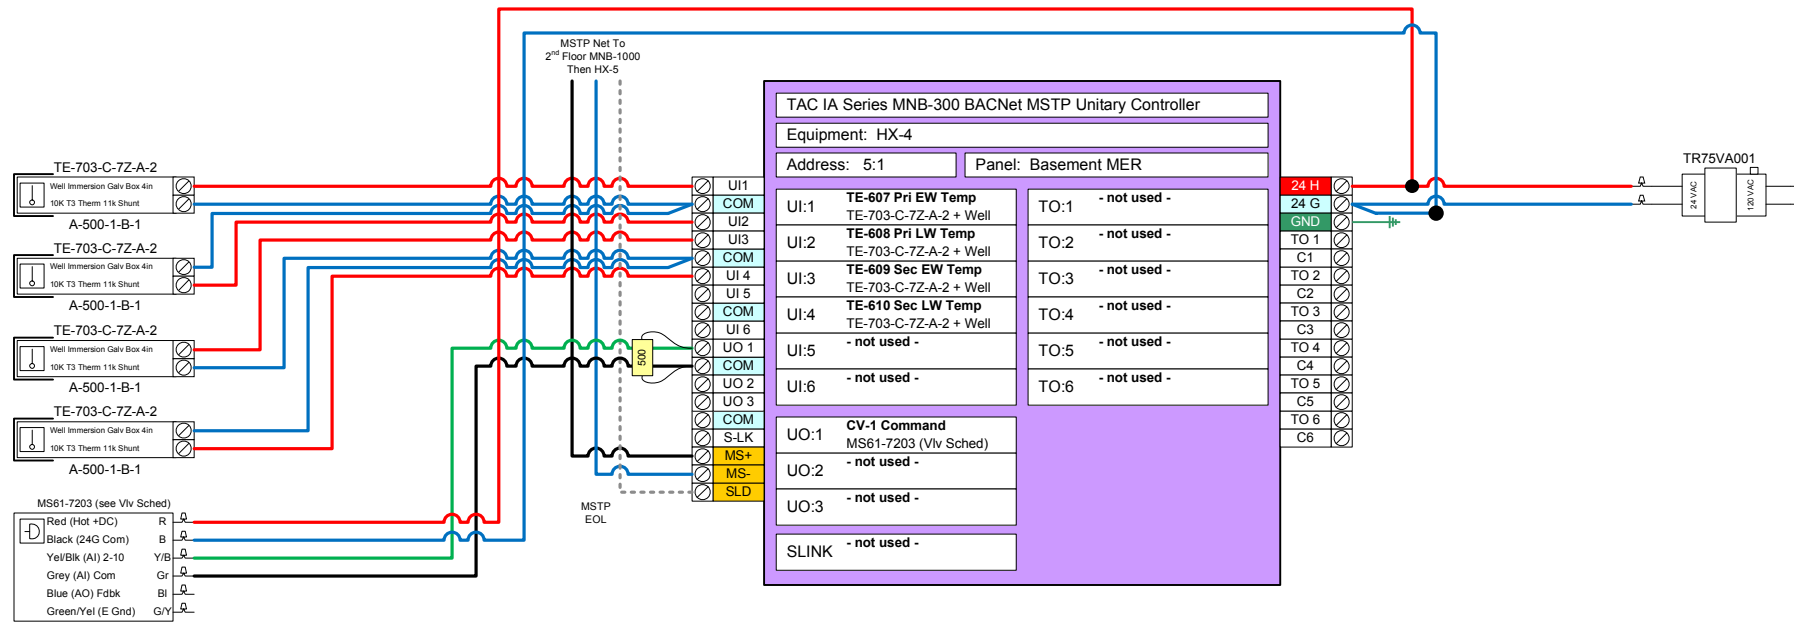 MSTP Net To
2nd Floor MNB-1000
Then HX-5
TE-703-C-7Z-A-2
Well Immersion Galv Box 4in
10K T3 Therm 11k Shunt
A-500-1-B-1
TE-703-C-7Z-A-2
Well Immersion Galv Box 4in
10K T3 Therm 11k Shunt
A-500-1-B-1
TE-703-C-7Z-A-2
Well Immersion Galv Box 4in
10K T3 Therm 11k Shunt
A-500-1-B-1
TE-703-C-7Z-A-2
Well Immersion Galv Box 4in
10K T3 Therm 11k Shunt
A-500-1-B-1
MS61-7203 (see Vlv Sched)
Red (Hot +DC) R
Black (24G Com) B
Yel/Blk (AI) 2-10 Y/B
Grey (AI) Com Gr
Blue (AO) Fdbk Bl
Green/Yel (E Gnd) G/Y
500
MSTP
EOL
UI1
COM
UI2
UI3
COM
UI 4
UI 5
COM
UI 6
UO 1
COM
UO 2
UO 3
COM
S-LK
MS+
MS-
SLD
TAC IA Series MNB-300 BACNet MSTP Unitary Controller
Equipment: HX-4
Address: 5:1
Panel: Basement MER
UI:1 TE-607 Pri EW Temp
TE-703-C-7Z-A-2 + Well
UI:2 TE-608 Pri LW Temp
TE-703-C-7Z-A-2 + Well
UI:3 TE-609 Sec EW Temp
TE-703-C-7Z-A-2 + Well
UI:4 TE-610 Sec LW Temp
TE-703-C-7Z-A-2 + Well
UI:5 - not used -
UI:6 - not used -
TO:1 - not used -
TO:2 - not used -
TO:3 - not used -
TO:4 - not used -
TO:5 - not used -
TO:6 - not used -
UO:1 CV-1 Command
MS61-7203 (Vlv Sched)
UO:2 - not used -
UO:3 - not used -
SLINK - not used -
24 H
24 G
GND
TO 1
C1
TO 2
C2
TO 3
C3
TO 4
C4
TO 5
C5
TO 6
C6
TR75VA001
24 VAC
120 VAC